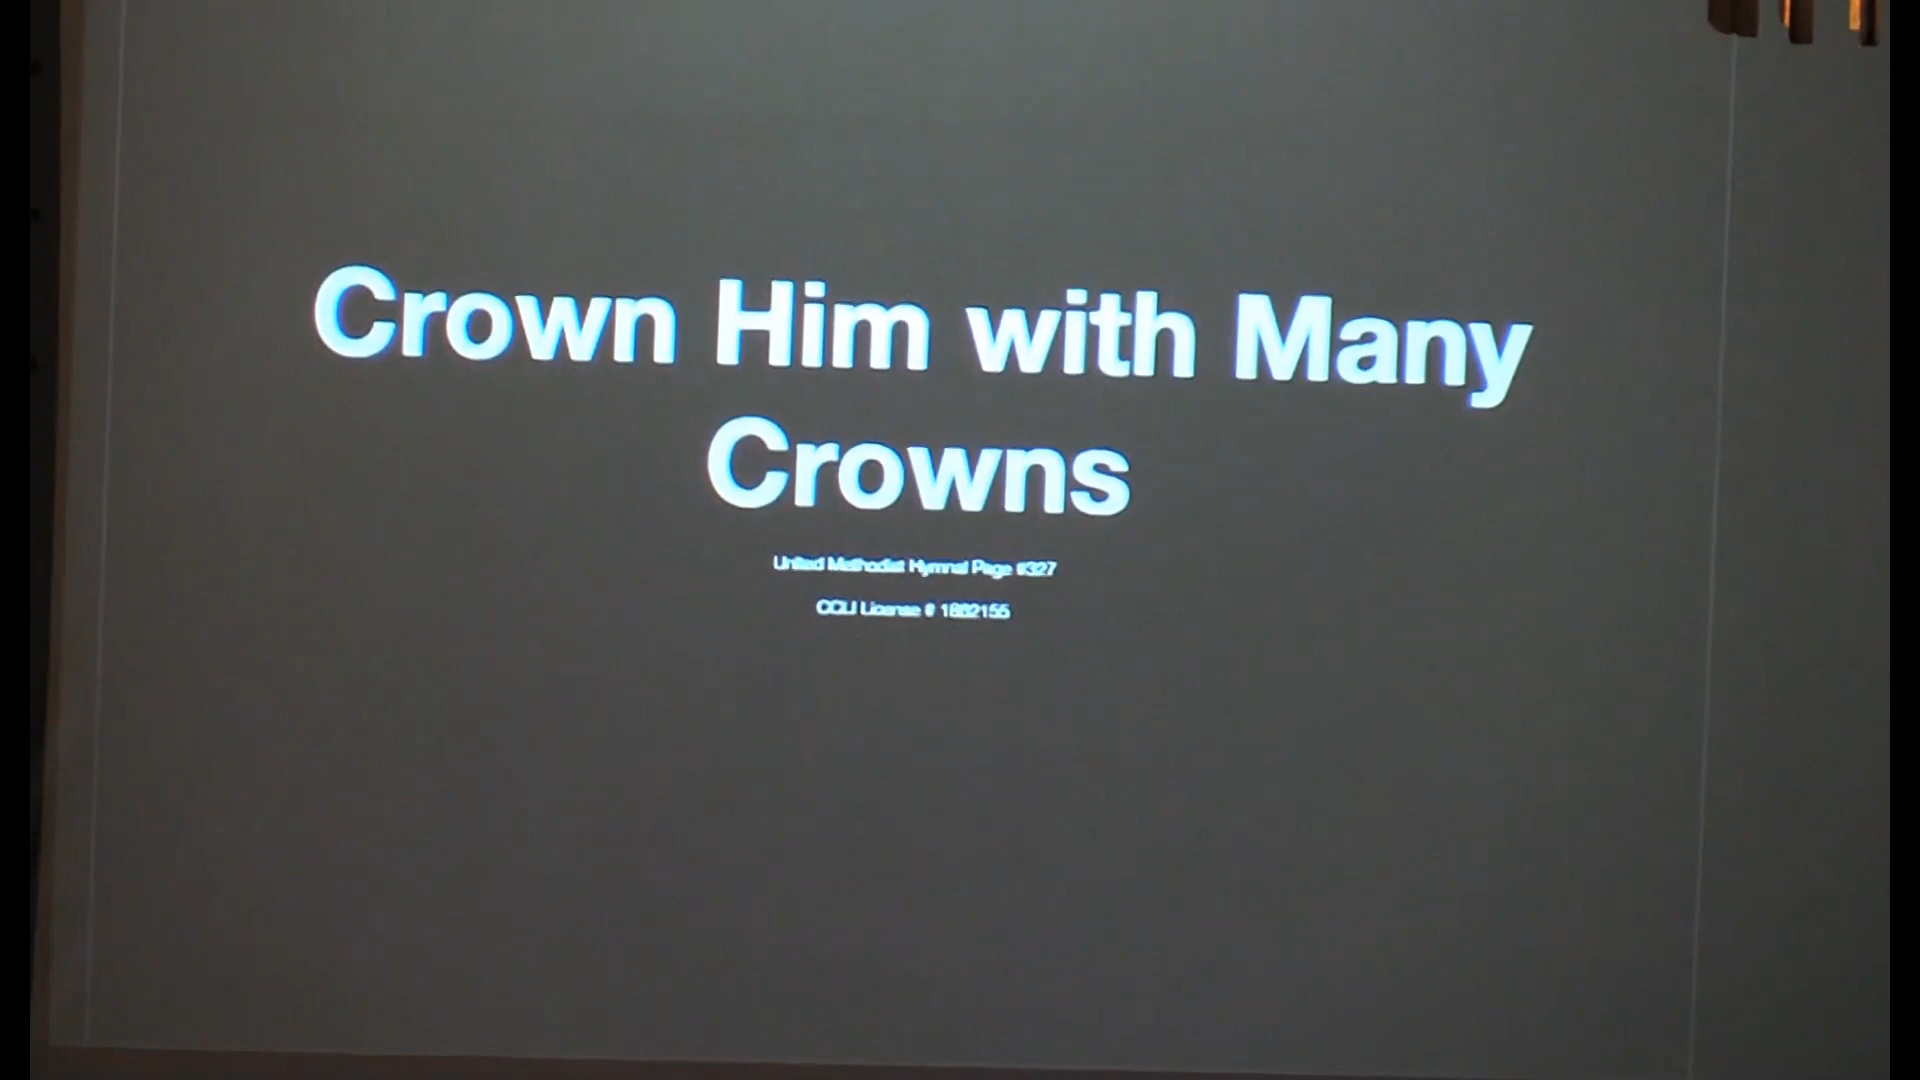 Crown Him with Many
Crowns
United Methodist Hymnal Page #327
CCLI License # 1882155